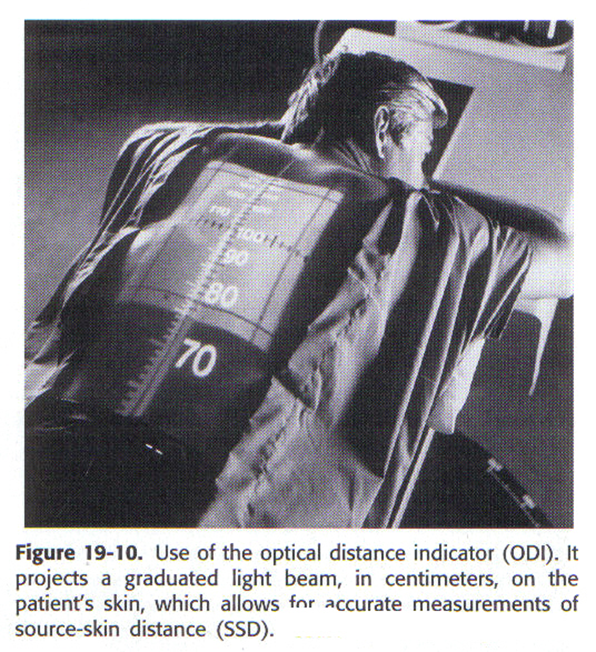 110
100
90
80
70
Figure 19-10. Use of the optical distance indicator (ODI). It
projects a graduated light beam, in centimeters, on the
patient's skin, which allows for accurate measurements of
source-skin distance (SSD).